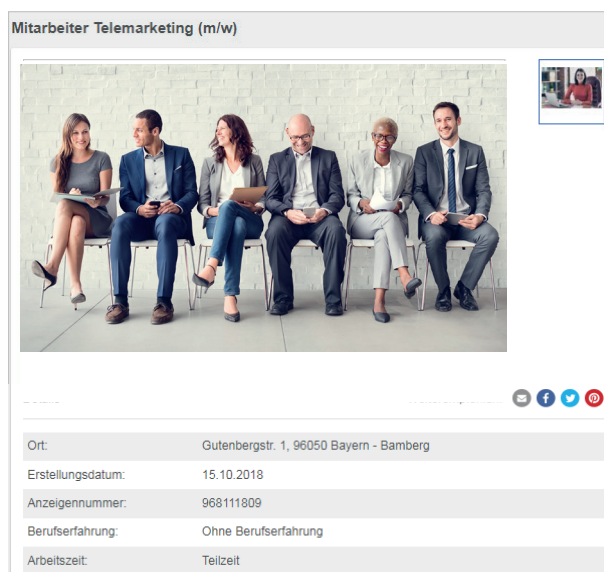 Mitarbeiter Telemarketing (m/w)
Ort: Gutenbergstr. 1, 96050 Bayern - Bamberg
Erstellungsdatum: 15.10.2018
Anzeigennummer: 968111809
Berufserfahrung: Ohne Berufserfahrung
Arbeitszeit: Teilzeit